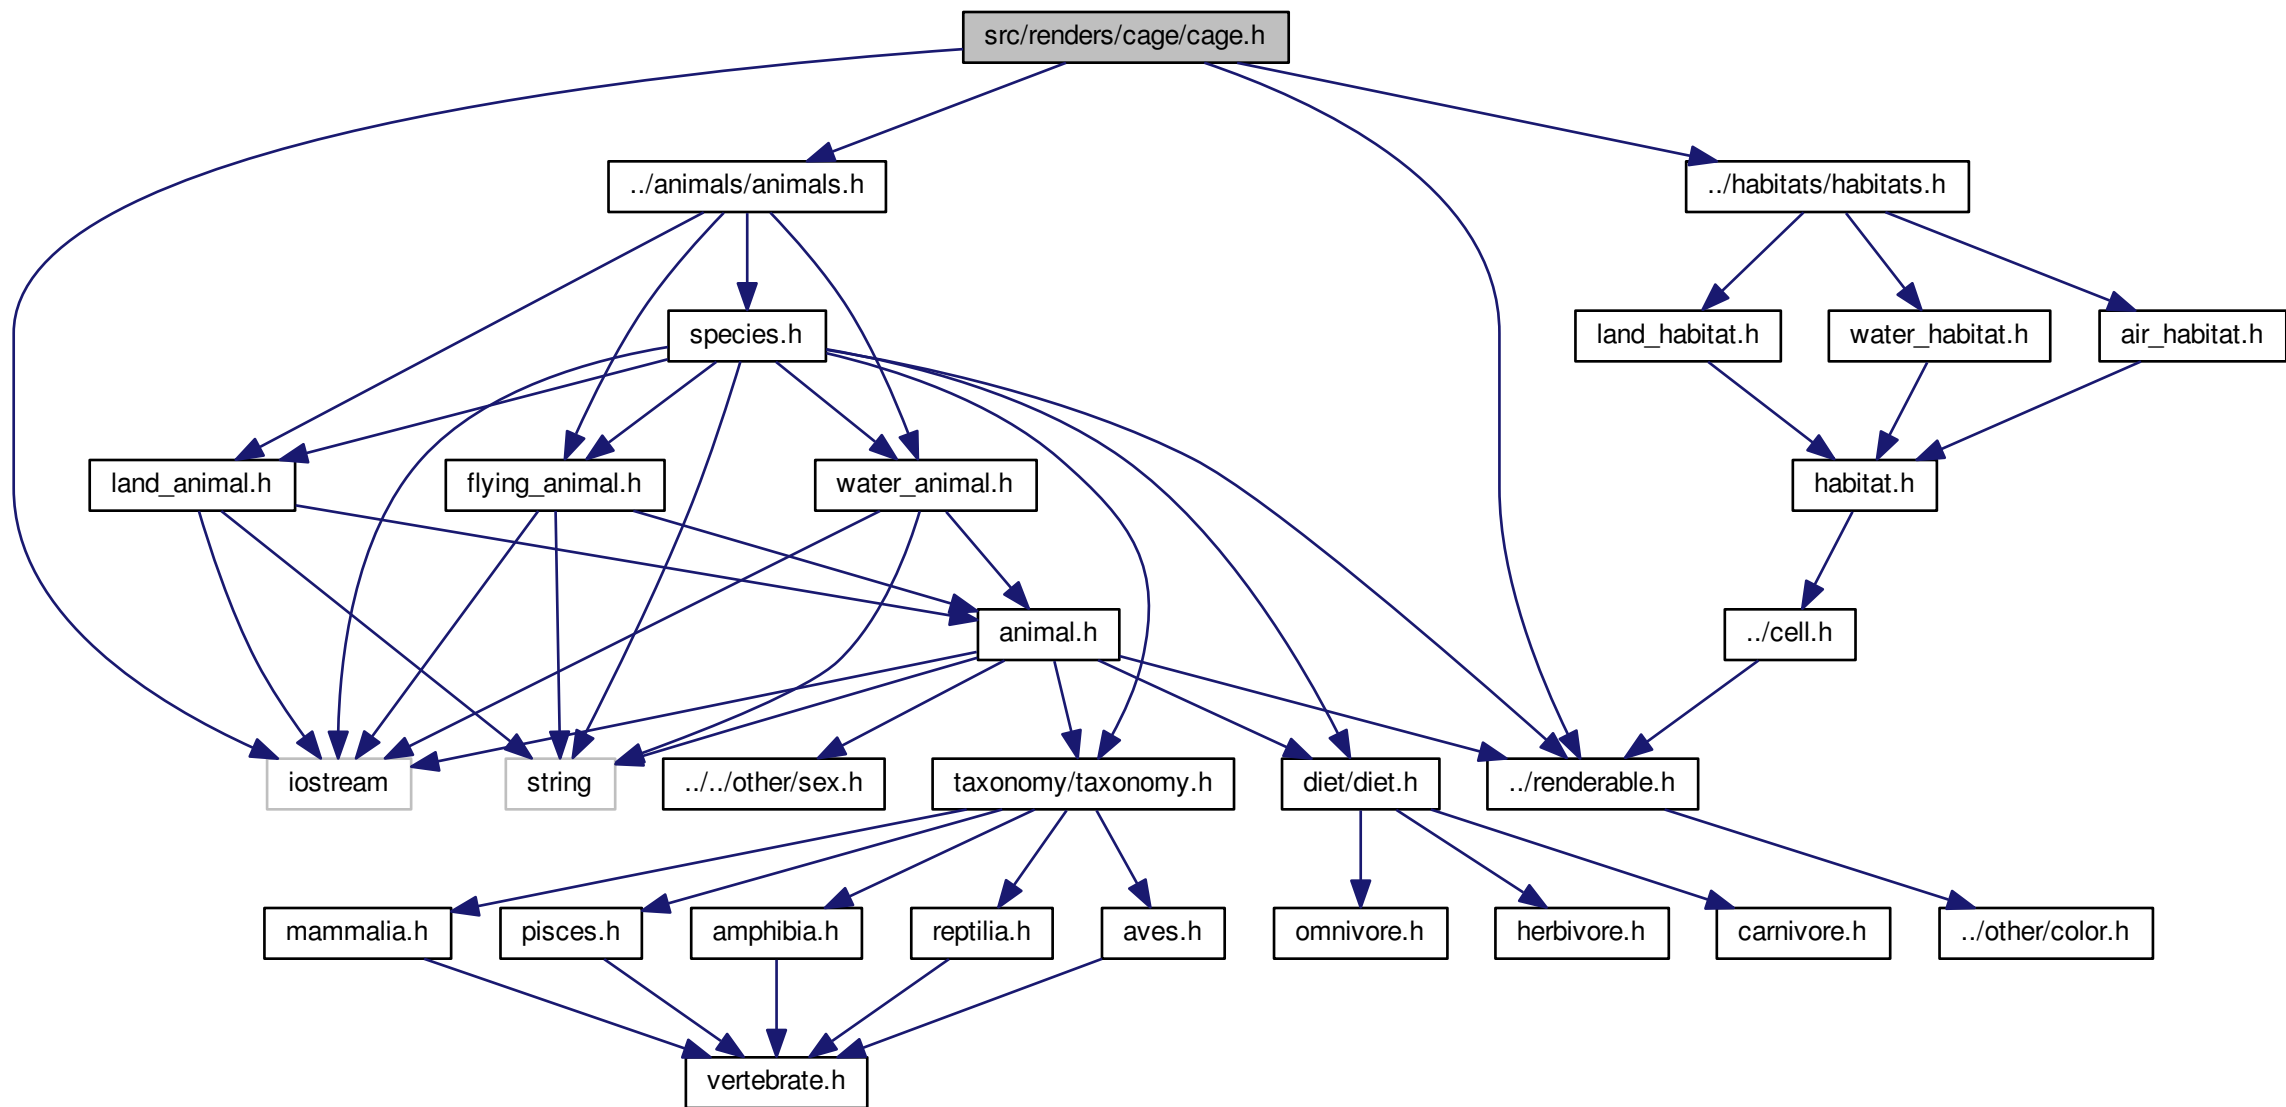 src/renders/cage/cage.h
../animals/animals.h
../habitats/habitats.h
species.h
land_habitat.h
water_habitat.h
air_habitat.h
land_animal.h
flying_animal.h
water_animal.h
habitat.h
animal.h
../cell.h
iostream
string
../../other/sex.h
taxonomy/taxonomy.h
diet/diet.h
../renderable.h
mammalia.h
pisces.h
amphibia.h
reptilia.h
aves.h
omnivore.h
herbivore.h
carnivore.h
../other/color.h
vertebrate.h